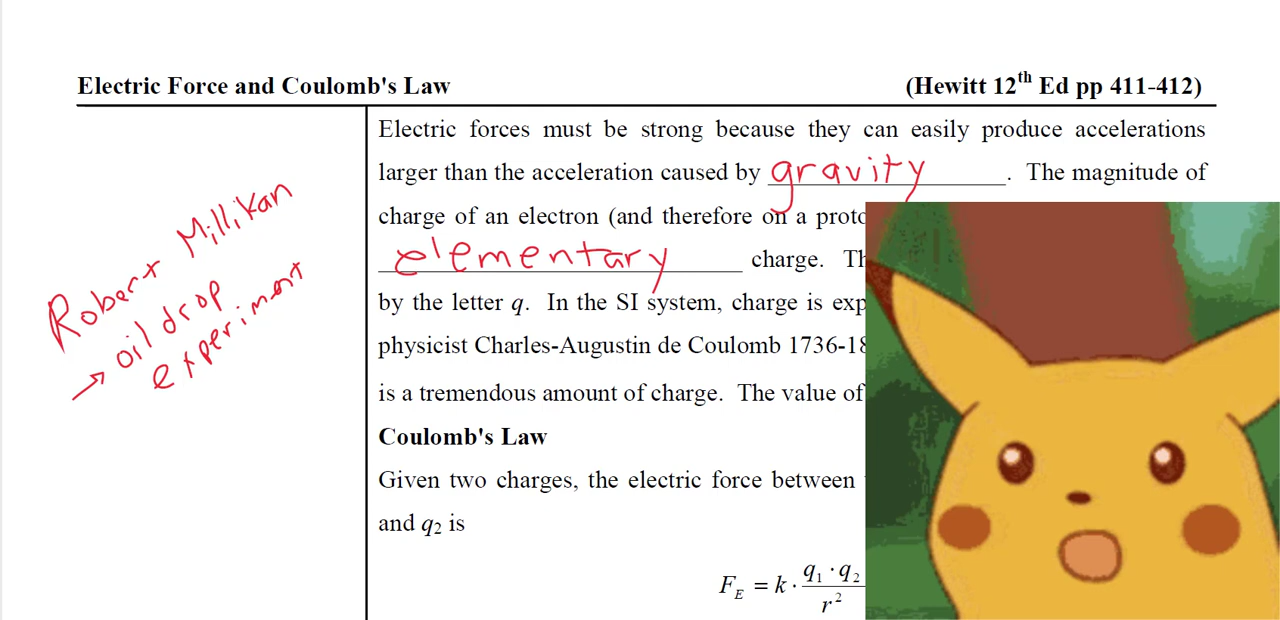 Electric Force and Coulomb's Law (Hewitt 12th Ed pp 411-412)
Robert Millikan
→ oil drop
experiment
Electric forces must be strong because they can easily produce accelerations
larger than the acceleration caused by gravity. The magnitude of
charge of an electron (and therefore on a proto
elementary charge. Th
by the letter q. In the SI system, charge is exp
physicist Charles-Augustin de Coulomb 1736-18
is a tremendous amount of charge. The value of
Coulomb's Law
Given two charges, the electric force between
and q₂ is
F_E = k · q₁ · q₂ / r²